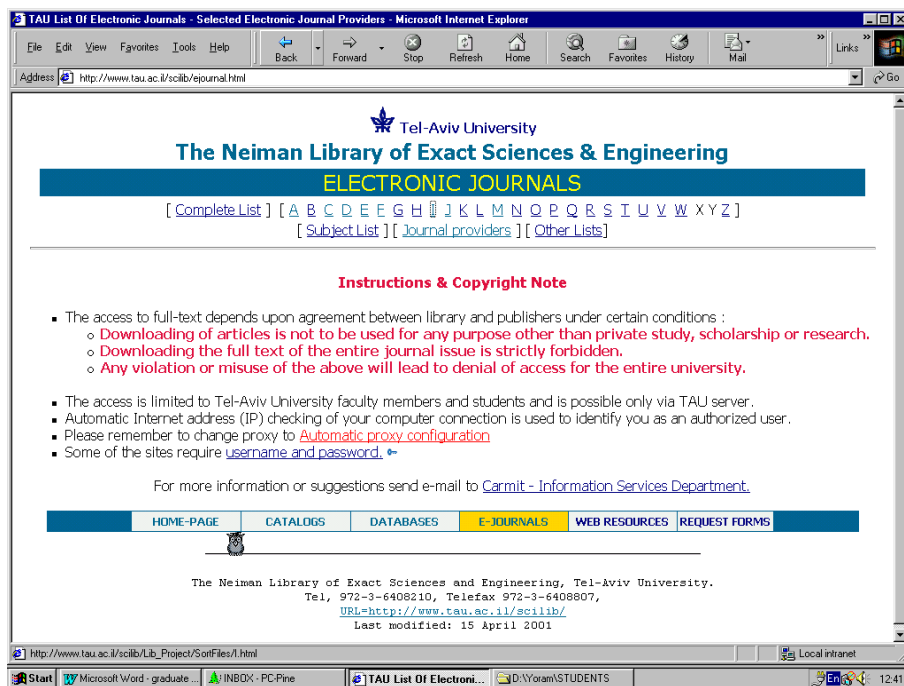 TAU List Of Electronic Journals - Selected Electronic Journal Providers - Microsoft Internet Explorer
File Edit View Favorites Tools Help
Back Forward Stop Refresh Home Search Favorites History Mail » Links »
Address http://www.tau.ac.il/scilib/ejournal.html Go
Tel-Aviv University
The Neiman Library of Exact Sciences & Engineering
ELECTRONIC JOURNALS
[ Complete List ] [ A B C D E F G H I J K L M N O P Q R S T U V W X Y Z ]
[ Subject List ] [ Journal providers ] [ Other Lists]
Instructions & Copyright Note
The access to full-text depends upon agreement between library and publishers under certain conditions :
Downloading of articles is not to be used for any purpose other than private study, scholarship or research.
Downloading the full text of the entire journal issue is strictly forbidden.
Any violation or misuse of the above will lead to denial of access for the entire university.
The access is limited to Tel-Aviv University faculty members and students and is possible only via TAU server.
Automatic Internet address (IP) checking of your computer connection is used to identify you as an authorized user.
Please remember to change proxy to Automatic proxy configuration
Some of the sites require username and password.
For more information or suggestions send e-mail to Carmit - Information Services Department.
HOME-PAGE CATALOGS DATABASES E-JOURNALS WEB RESOURCES REQUEST FORMS
The Neiman Library of Exact Sciences and Engineering, Tel-Aviv University.
Tel, 972-3-6408210, Telefax 972-3-6408807,
URL=http://www.tau.ac.il/scilib/
Last modified: 15 April 2001
http://www.tau.ac.il/scilib/Lib_Project/SortFiles/I.html Local intranet
Start Microsoft Word - graduate ... INBOX - PC-Pine TAU List Of Electroni... D:\Yoram\STUDENTS En 12:41